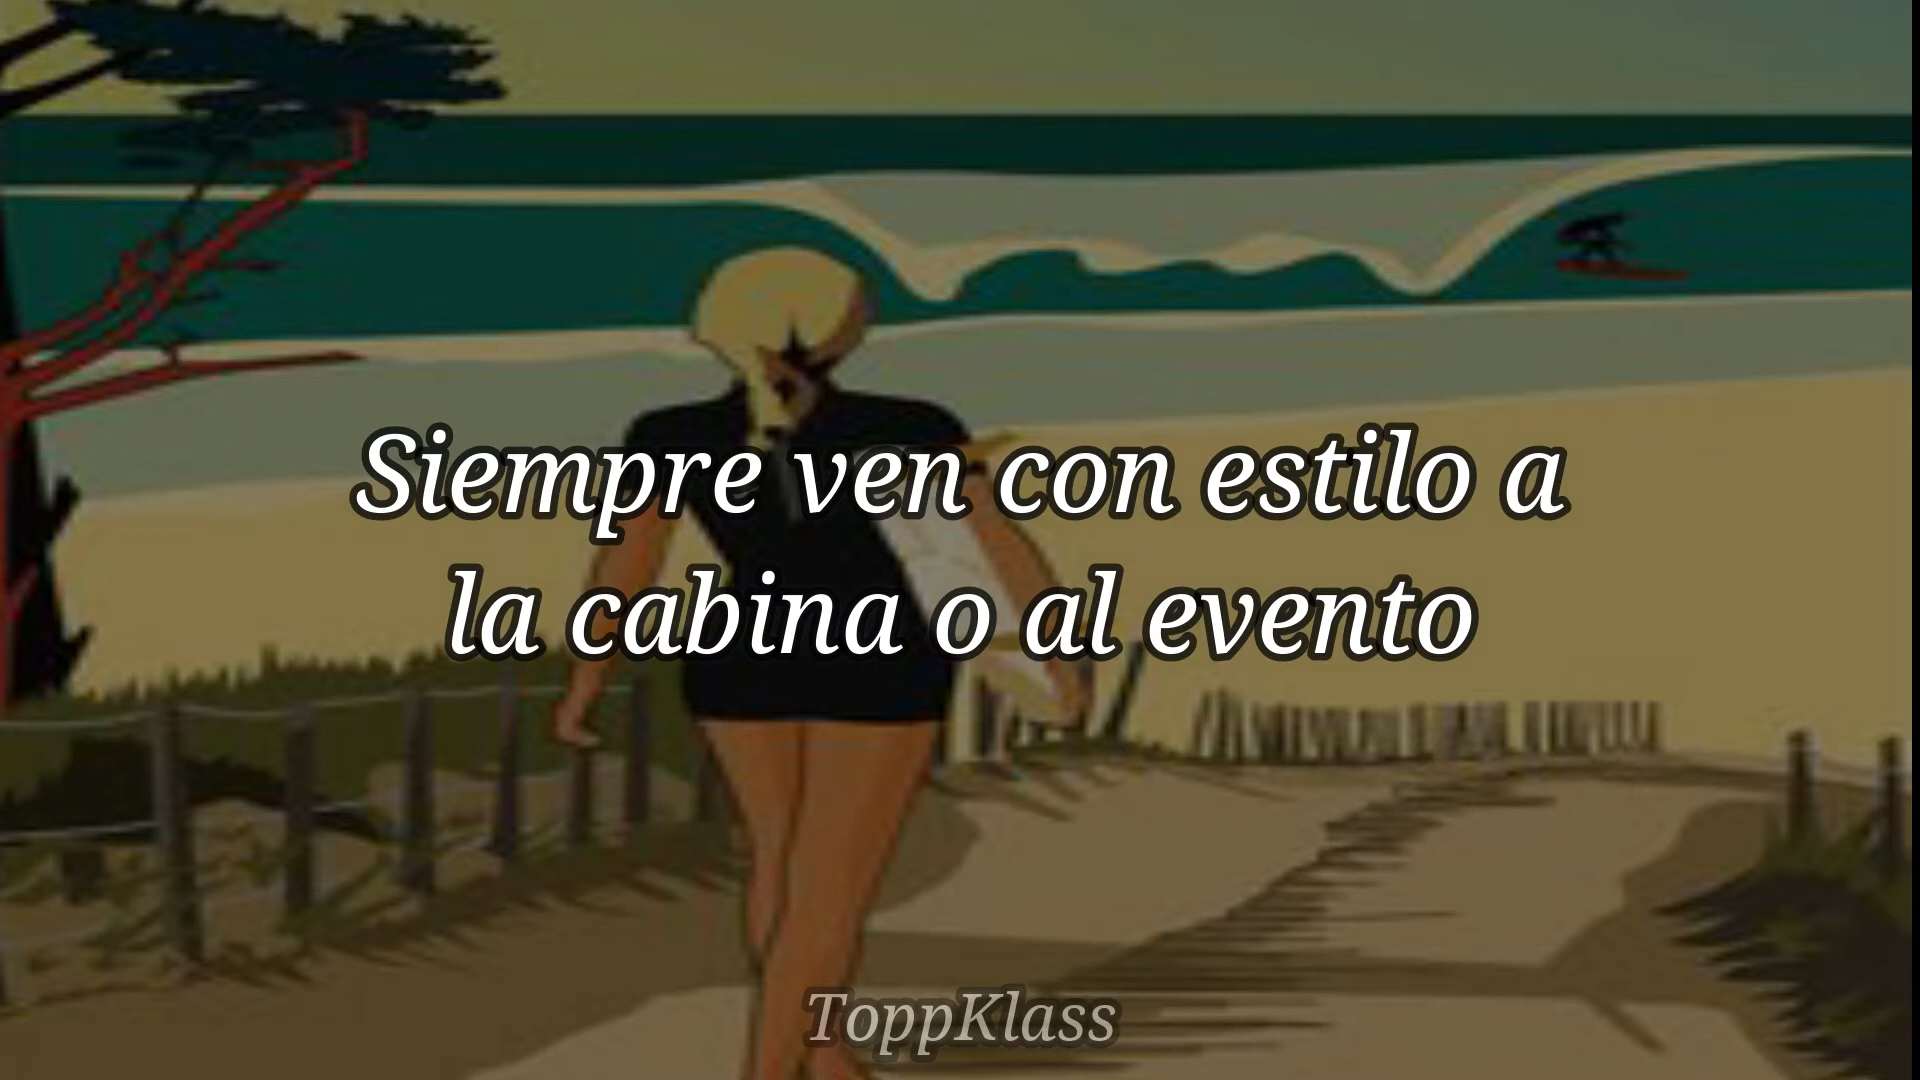 Siempre ven con estilo a
la cabina o al evento
ToppKlass